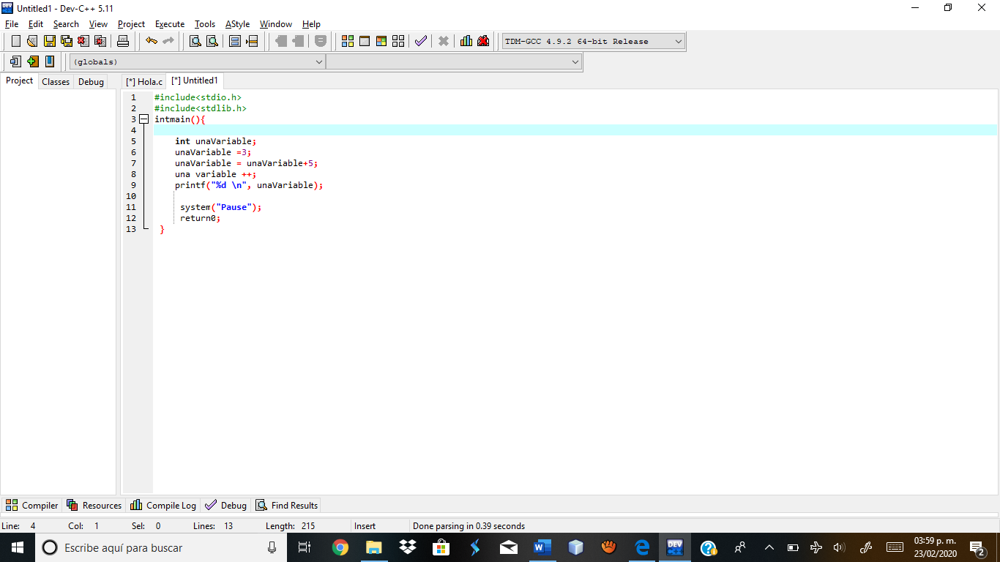 Untitled1 - Dev-C++ 5.11
File Edit Search View Project Execute Tools AStyle Window Help
TDM-GCC 4.9.2 64-bit Release
(globals)
Project Classes Debug [*] Hola.c [*] Untitled1
1 #include<stdio.h>
2 #include<stdlib.h>
3 intmain(){
4
5 int unaVariable;
6 unaVariable =3;
7 unaVariable = unaVariable+5;
8 una variable ++;
9 printf("%d \n", unaVariable);
10
11 system("Pause");
12 return0;
13 }
Compiler Resources Compile Log Debug Find Results
Line: 4 Col: 1 Sel: 0 Lines: 13 Length: 215 Insert Done parsing in 0.39 seconds
Escribe aquí para buscar
DEV
03:59 p. m.
23/02/2020
2